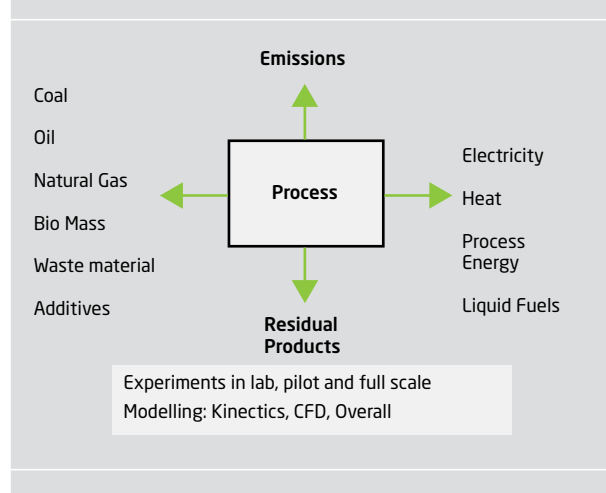 Emissions
Coal
Oil
Natural Gas
Bio Mass
Waste material
Additives
Process
Electricity
Heat
Process
Energy
Liquid Fuels
Residual
Products
Experiments in lab, pilot and full scale
Modelling: Kinectics, CFD, Overall